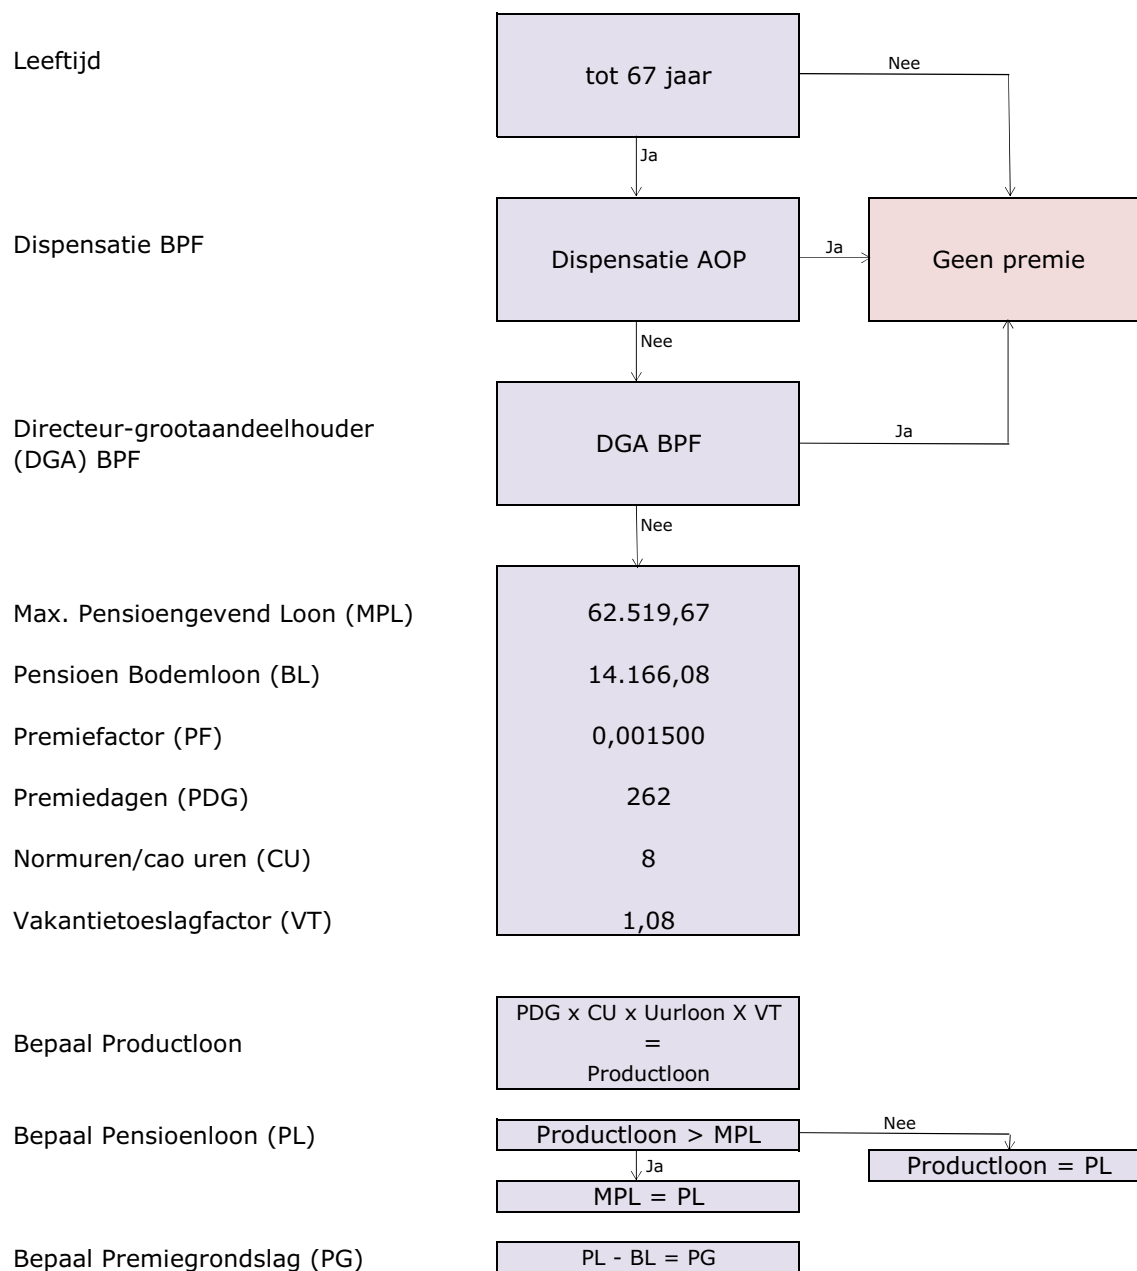 Leeftijd
tot 67 jaar
Nee
Ja
Dispensatie BPF
Dispensatie AOP
Ja
Geen premie
Nee
Directeur-grootaandeelhouder
(DGA) BPF
DGA BPF
Ja
Nee
Max. Pensioengevend Loon (MPL)
62.519,67
Pensioen Bodemloon (BL)
14.166,08
Premiefactor (PF)
0,001500
Premiedagen (PDG)
262
Normuren/cao uren (CU)
8
Vakantietoeslagfactor (VT)
1,08
Bepaal Productloon
PDG x CU x Uurloon X VT
=
Productloon
Bepaal Pensioenloon (PL)
Productloon > MPL
Nee
Ja
Productloon = PL
MPL = PL
Bepaal Premiegrondslag (PG)
PL - BL = PG